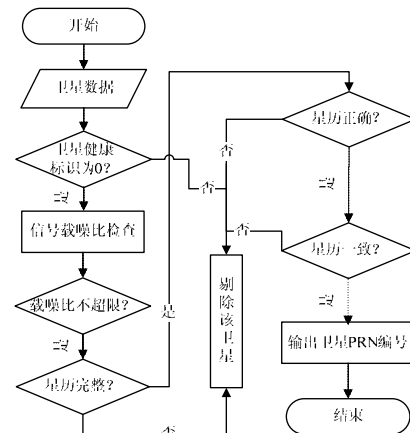 开始
卫星数据
卫星健康
标识为0?
是
否
信号载噪比检查
载噪比不超限?
是
星历完整?
是
否
剔
除
该
卫
星
星历正确?
否
是
星历一致?
否
是
输出卫星PRN编号
结束